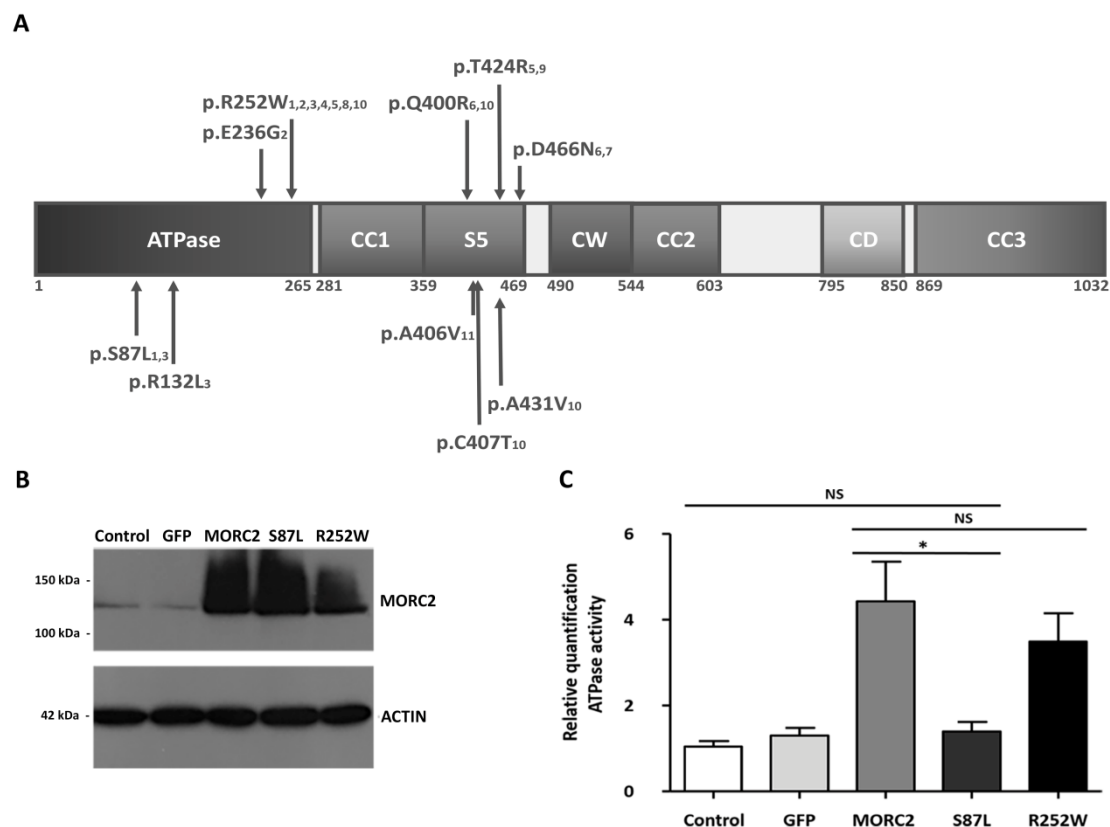 A
p.T424R5,9
p.R252W1,2,3,4,5,8,10
p.Q400R6,10
p.E236G2
p.D466N6,7
ATPase CC1 S5 CW CC2 CD CC3
1 265 281 359 469 490 544 603 795 850 869 1032
p.A406V11
p.S87L1,3
p.R132L3
p.A431V10
p.C407T10
B
Control GFP MORC2 S87L R252W
150 kDa -
MORC2
100 kDa -
42 kDa -
ACTIN
C
NS
NS
*
Relative quantification
ATPase activity
6
4
2
0
Control GFP MORC2 S87L R252W